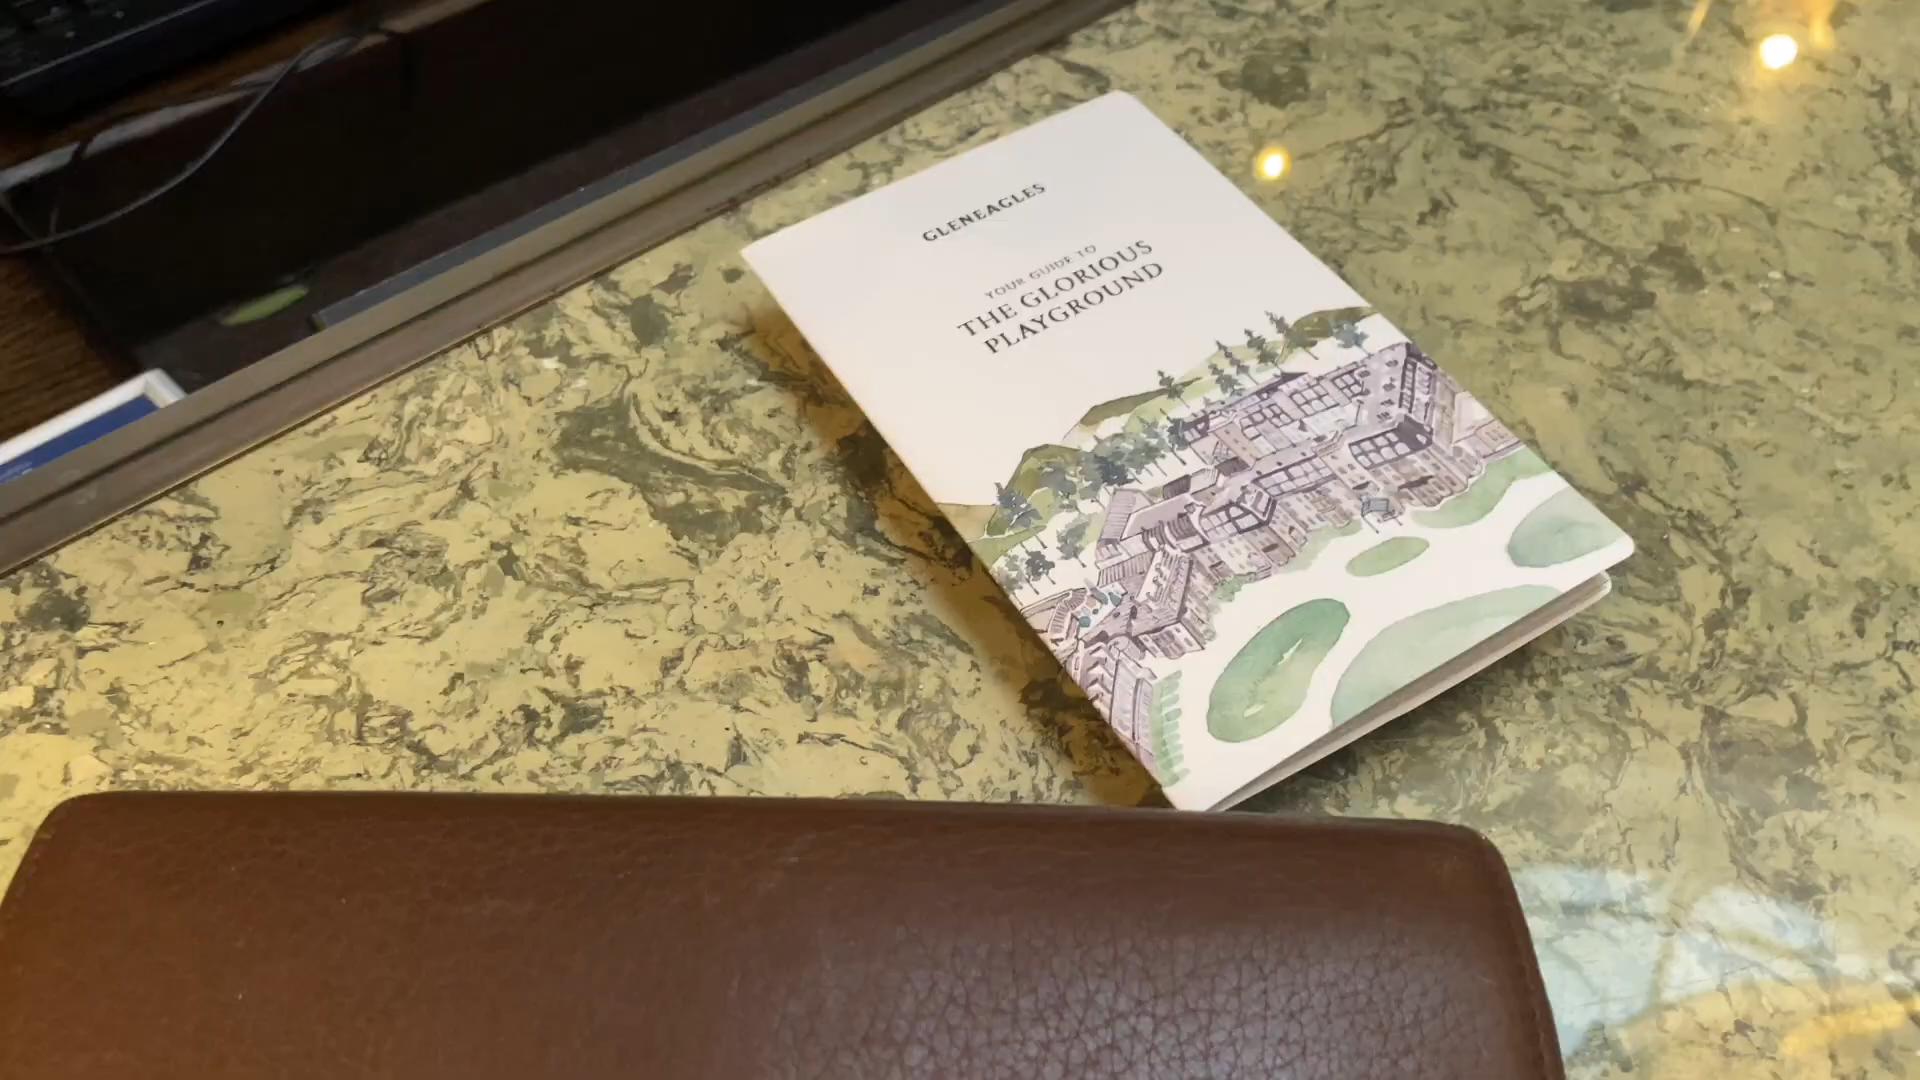 GLENEAGLES
YOUR GUIDE TO
THE GLORIOUS
PLAYGROUND